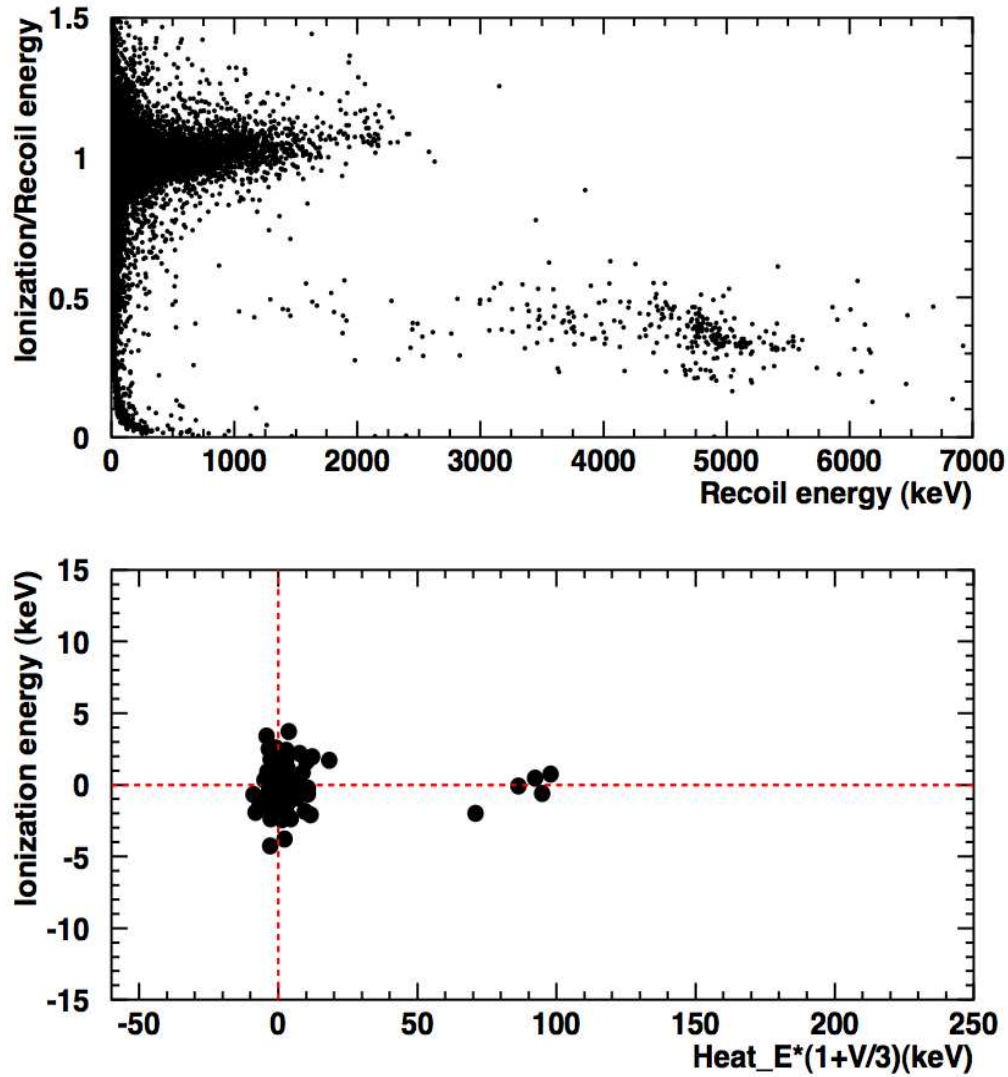 Ionization/Recoil energy
1.5
1
0.5
0
0 1000 2000 3000 4000 5000 6000 7000
Recoil energy (keV)
Ionization energy (keV)
15
10
5
0
-5
-10
-15
-50 0 50 100 150 200 250
Heat_E*(1+V/3)(keV)